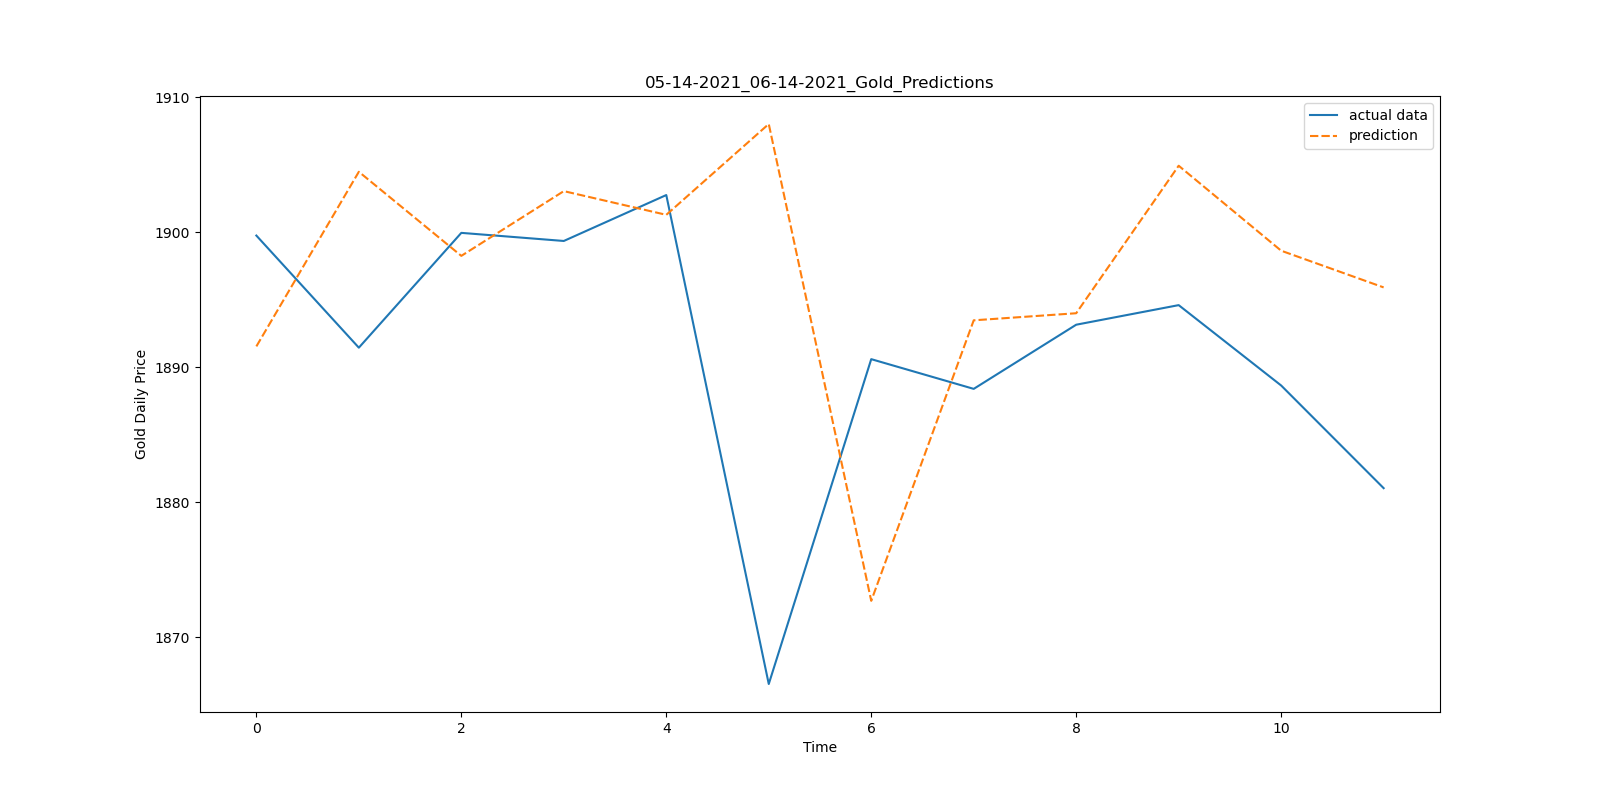 05-14-2021_06-14-2021_Gold_Predictions
1910
1900
1890
1880
1870
Gold Daily Price
actual data
prediction
0 2 4 6 8 10
Time